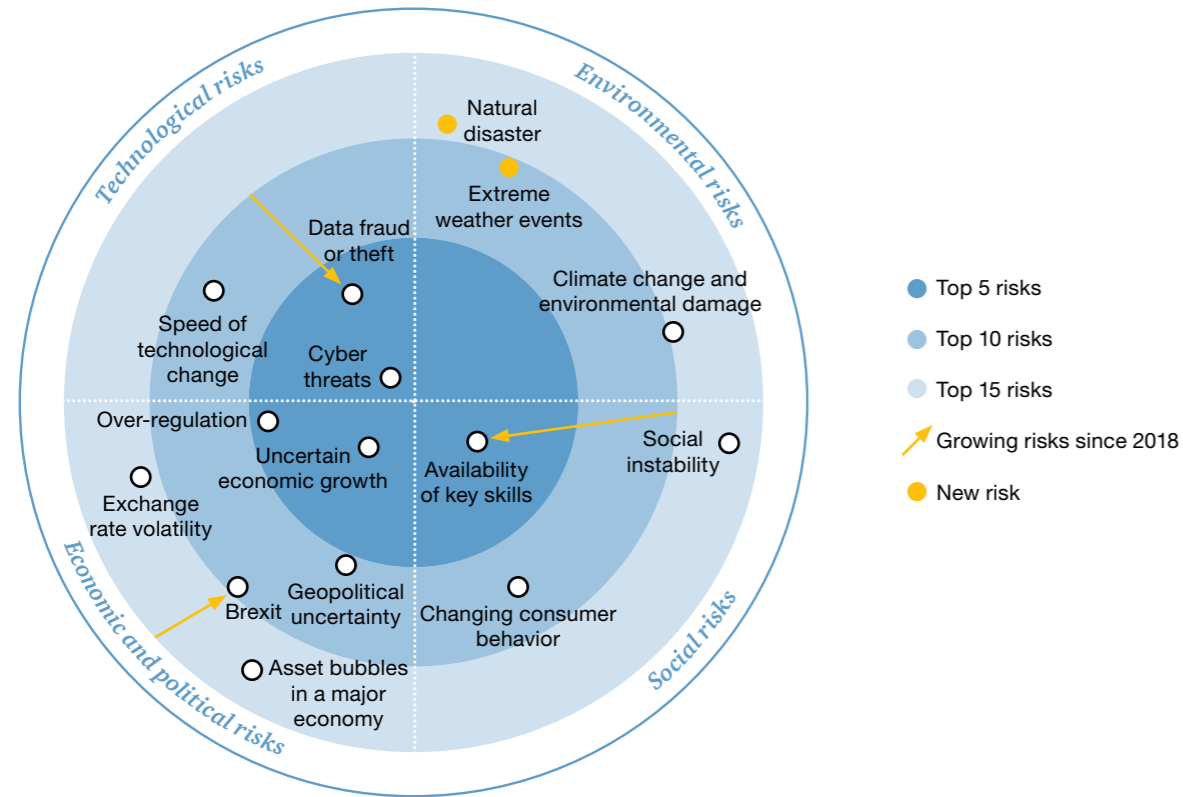 Technological risks
Environmental risks
Natural
disaster
Extreme
weather events
Data fraud
or theft
Climate change and
environmental damage
Speed of
technological
change
Cyber
threats
Over-regulation
Uncertain
economic growth
Availability
of key skills
Social
instability
Exchange
rate volatility
Brexit
Geopolitical
uncertainty
Changing consumer
behavior
Asset bubbles
in a major
economy
Economic and political risks
Social risks
Top 5 risks
Top 10 risks
Top 15 risks
Growing risks since 2018
New risk